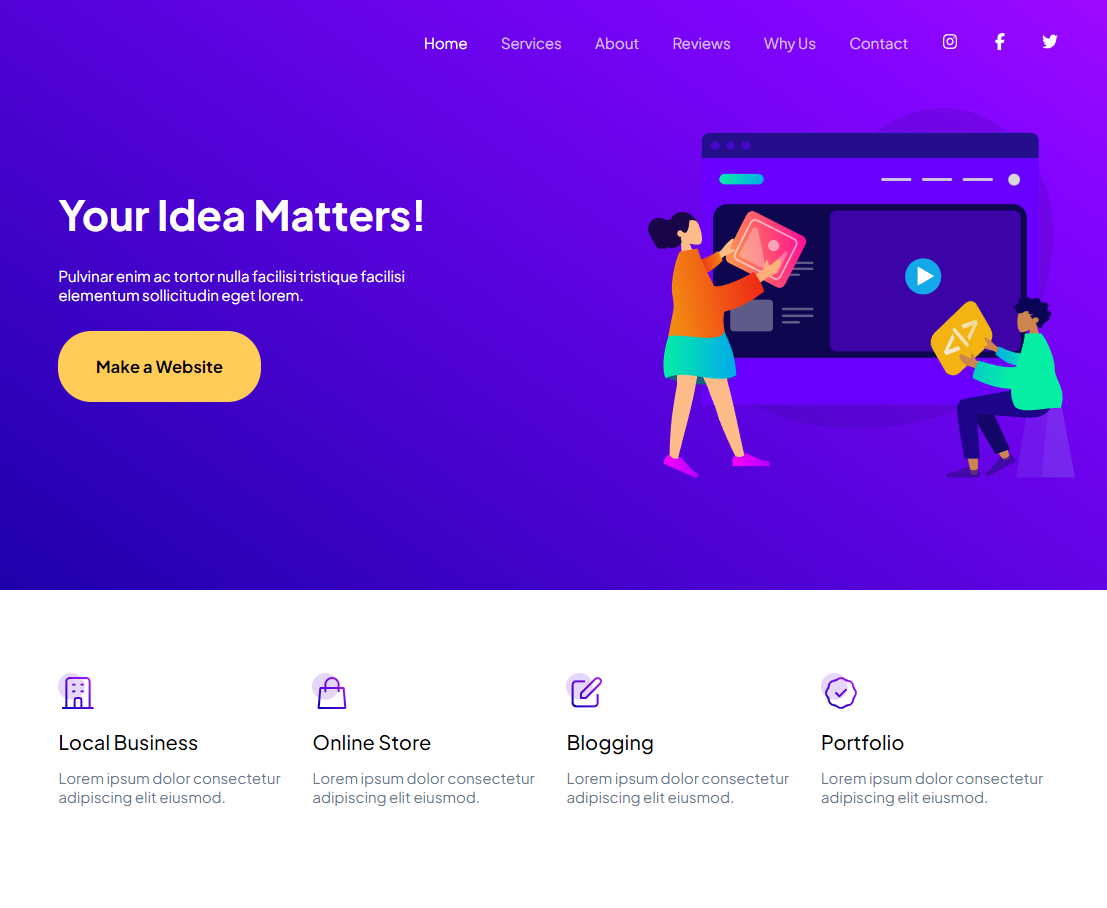 Home Services About Reviews Why Us Contact
Your Idea Matters!
Pulvinar enim ac tortor nulla facilisi tristique facilisi
elementum sollicitudin eget lorem.
Make a Website
</>
Local Business
Lorem ipsum dolor consectetur
adipiscing elit eiusmod.
Online Store
Lorem ipsum dolor consectetur
adipiscing elit eiusmod.
Blogging
Lorem ipsum dolor consectetur
adipiscing elit eiusmod.
Portfolio
Lorem ipsum dolor consectetur
adipiscing elit eiusmod.